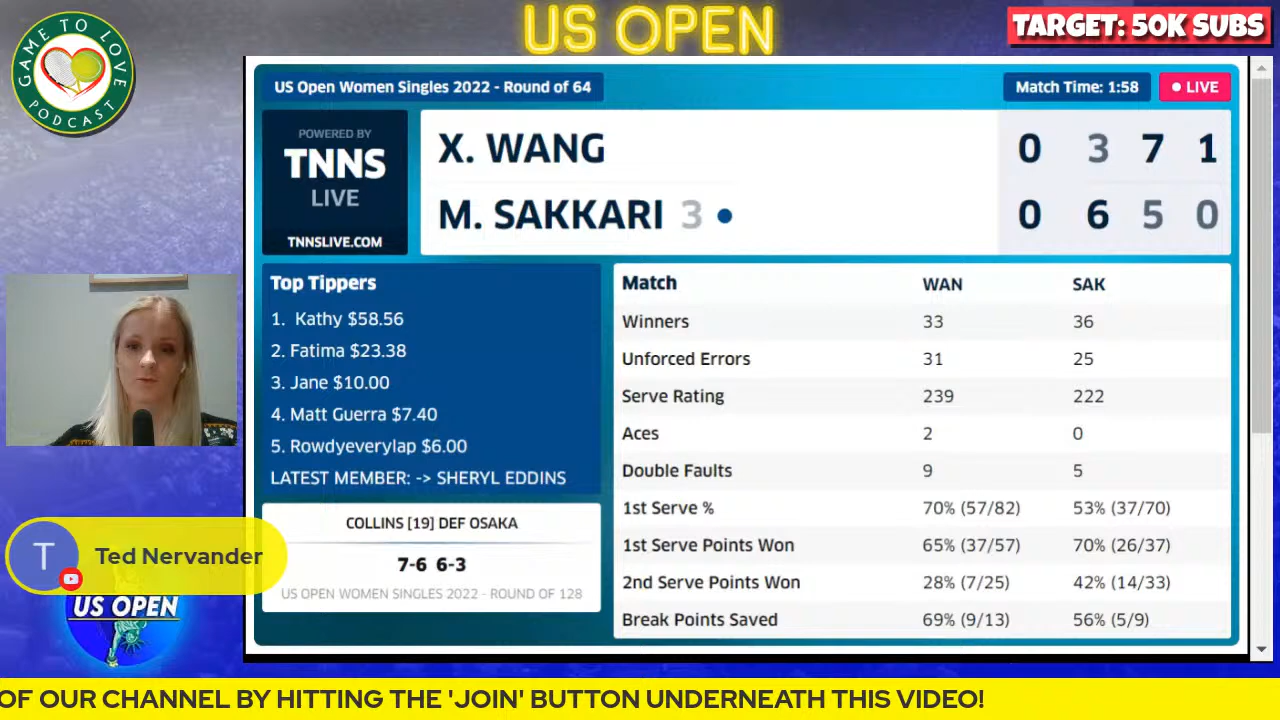 GAME TO LOVE
PODCAST
US OPEN
TARGET: 50K SUBS
US Open Women Singles 2022 - Round of 64
Match Time: 1:58
LIVE
POWERED BY
TNNS
LIVE
TNNSLIVE.COM
X. WANG 0 3 7 1
M. SAKKARI 3 0 6 5 0
Top Tippers
1. Kathy $58.56
2. Fatima $23.38
3. Jane $10.00
4. Matt Guerra $7.40
5. Rowdyeverylap $6.00
LATEST MEMBER: -> SHERYL EDDINS
COLLINS [19] DEF OSAKA
7-6 6-3
US OPEN WOMEN SINGLES 2022 - ROUND OF 128
Match WAN SAK
Winners 33 36
Unforced Errors 31 25
Serve Rating 239 222
Aces 2 0
Double Faults 9 5
1st Serve % 70% (57/82) 53% (37/70)
1st Serve Points Won 65% (37/57) 70% (26/37)
2nd Serve Points Won 28% (7/25) 42% (14/33)
Break Points Saved 69% (9/13) 56% (5/9)
T Ted Nervander
US OPEN
OF OUR CHANNEL BY HITTING THE 'JOIN' BUTTON UNDERNEATH THIS VIDEO!